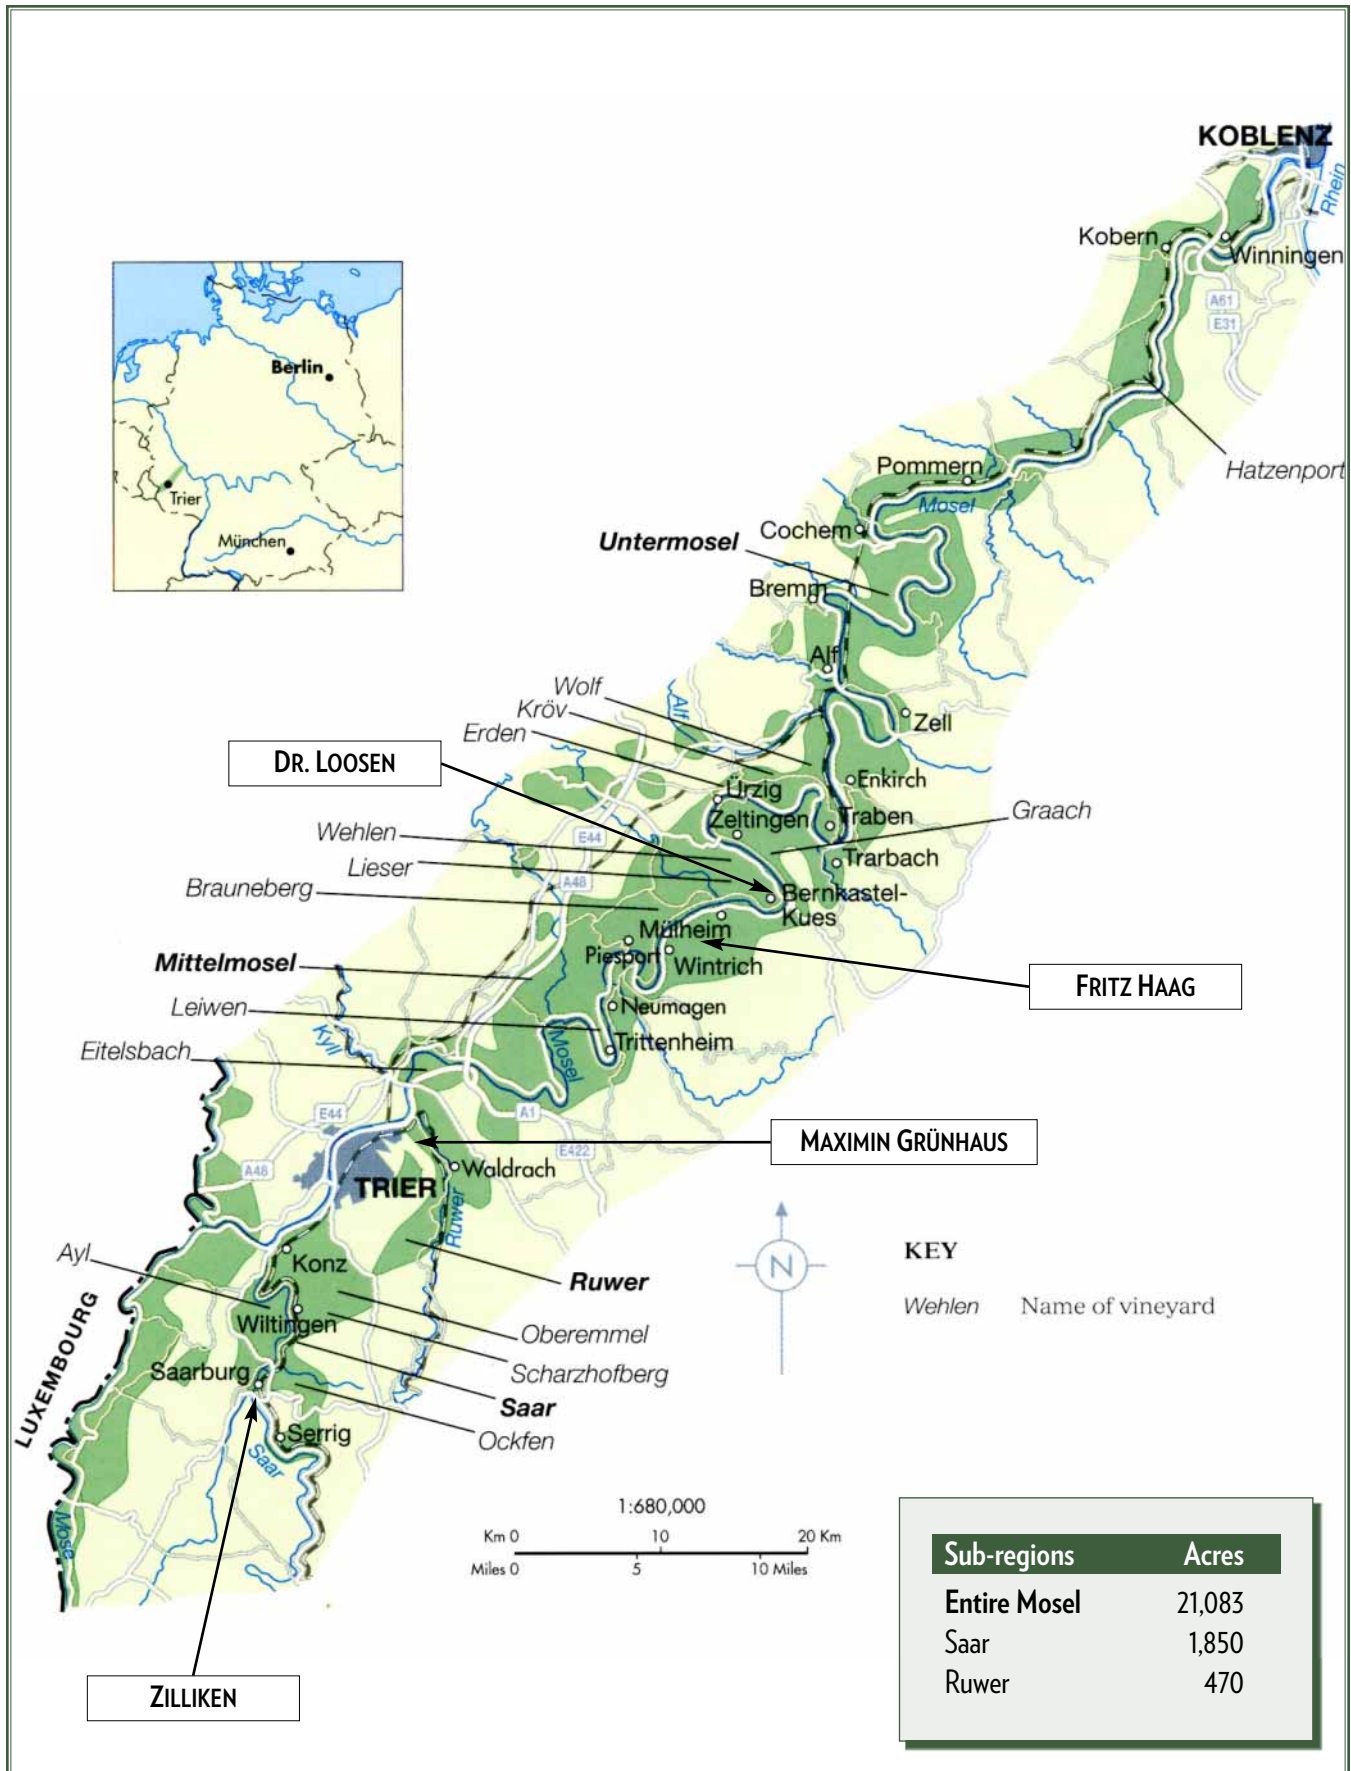 KOBLENZ
Rhein
Kobern
Winningen
A61
E31
Berlin
Trier
München
Hatzenport
Pommern
Mosel
Cochem
Untermosel
Bremm
Alf
Wolf
Alf
Kröv
Zell
Erden
DR. LOOSEN
Ürzig
Enkirch
Graach
Zeltingen
Traben
Wehlen
E44
Lieser
Trarbach
A48
Brauneberg
Bernkastel-
Kues
Mülheim
Piesport
Mittelmosel
Wintrich
FRITZ HAAG
Leiwen
Neumagen
Kyll
Mosel
Trittenheim
Eitelsbach
E44
A1
MAXIMIN GRÜNHAUS
E422
A48
Waldrach
TRIER
Ruwer
Ayl
Konz
KEY
Ruwer
Wehlen Name of vineyard
N
LUXEMBOURG
Wiltingen
Oberemmel
Saarburg
Scharzhofberg
Saar
Serrig
Ockfen
Saar
Mose
1:680,000
Km 0 10 20 Km
Miles 0 5 10 Miles
Sub-regions Acres
Entire Mosel 21,083
Saar 1,850
Ruwer 470
ZILLIKEN